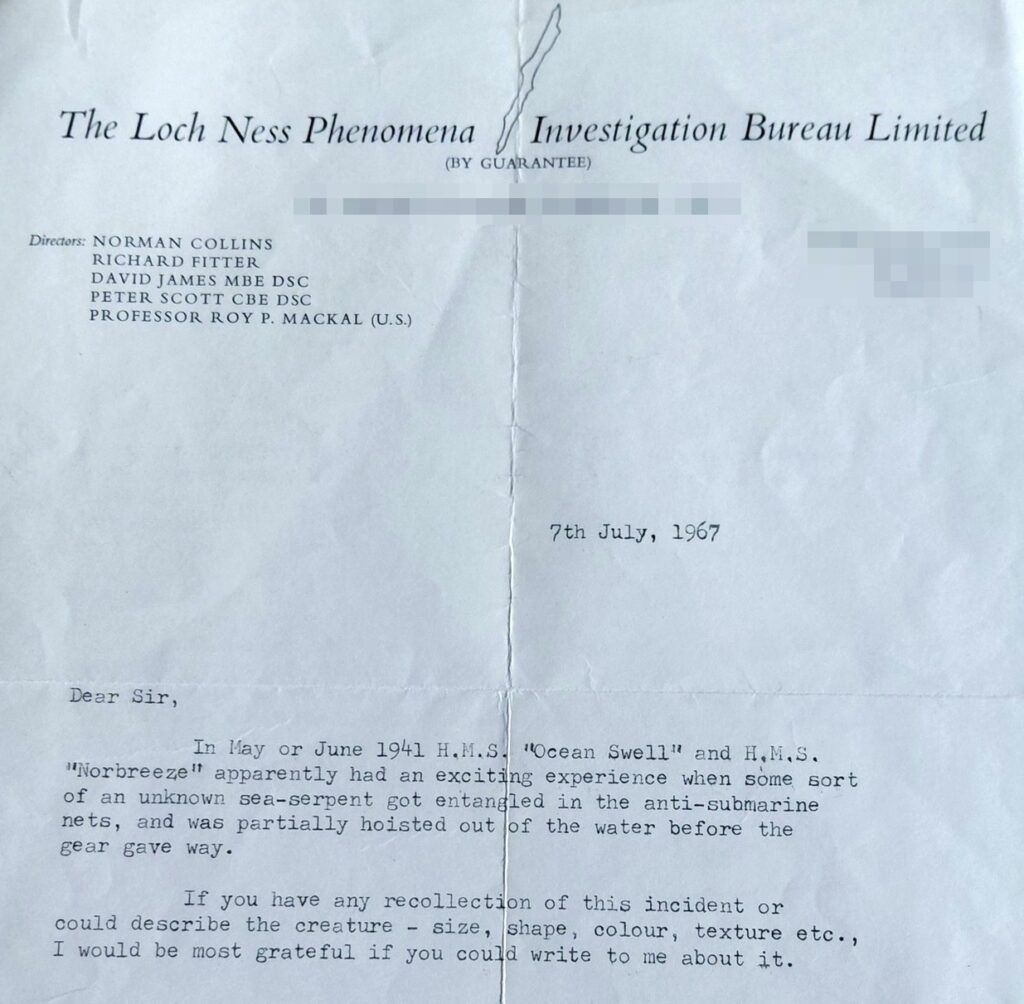 The Loch Ness Phenomena Investigation Bureau Limited
(BY GUARANTEE)
Directors: NORMAN COLLINS
RICHARD FITTER
DAVID JAMES MBE DSC
PETER SCOTT CBE DSC
PROFESSOR ROY P. MACKAL (U.S.)
7th July, 1967
Dear Sir,
In May or June 1941 H.M.S. "Ocean Swell" and H.M.S.
"Norbreeze" apparently had an exciting experience when some sort
of an unknown sea-serpent got entangled in the anti-submarine
nets, and was partially hoisted out of the water before the
gear gave way.
If you have any recollection of this incident or
could describe the creature - size, shape, colour, texture etc.,
I would be most grateful if you could write to me about it.